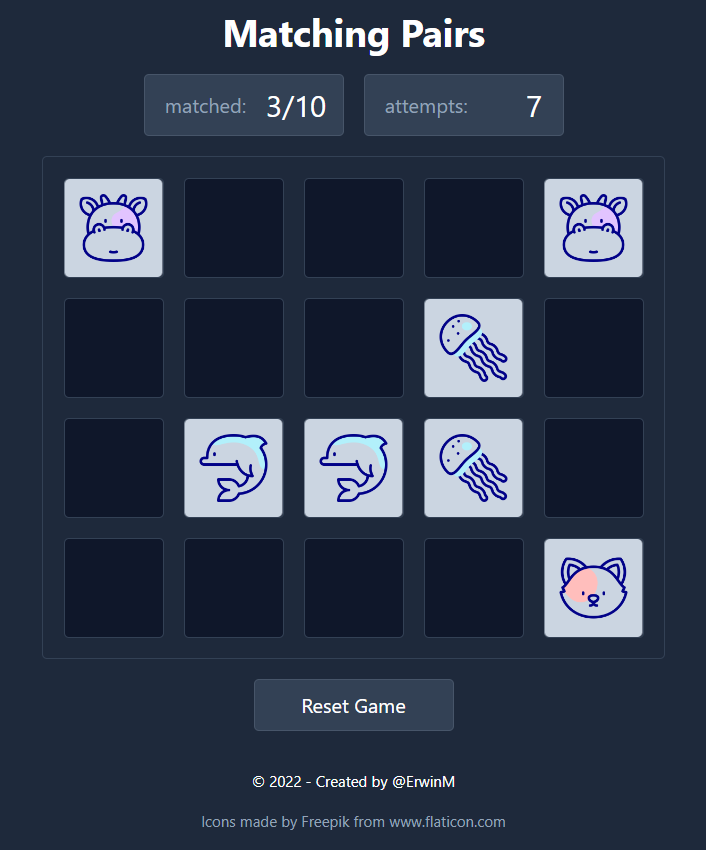 Matching Pairs
matched: 3/10
attempts: 7
Reset Game
© 2022 - Created by @ErwinM
Icons made by Freepik from www.flaticon.com